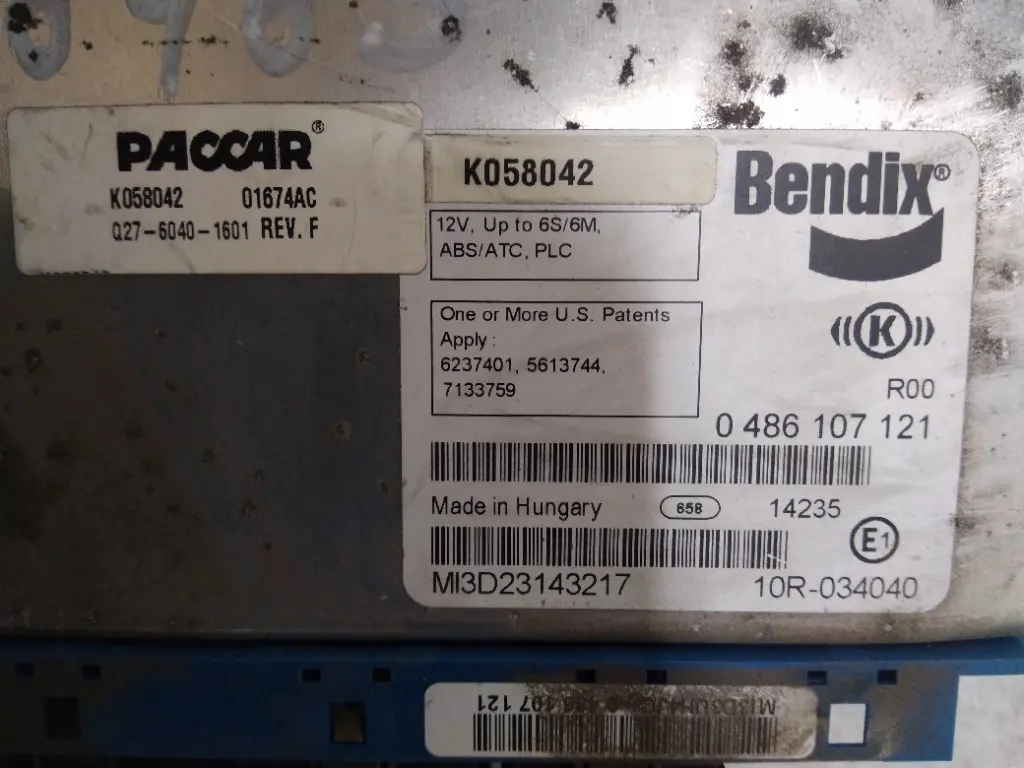 PACCAR®
K058042 01674AC
Q27-6040-1601 REV. F
K058042
Bendix®
12V, Up to 6S/6M,
ABS/ATC, PLC
One or More U.S. Patents
Apply :
6237401, 5613744,
7133759
K
R00
0 486 107 121
Made in Hungary 658 14235
E1
MI3D23143217 10R-034040
107 121